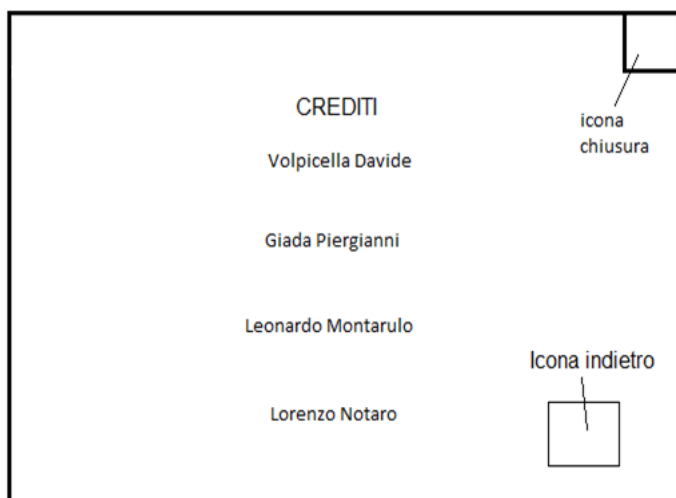 CREDITI
icona
chiusura
Volpicella Davide
Giada Piergianni
Leonardo Montarulo
Icona indietro
Lorenzo Notaro